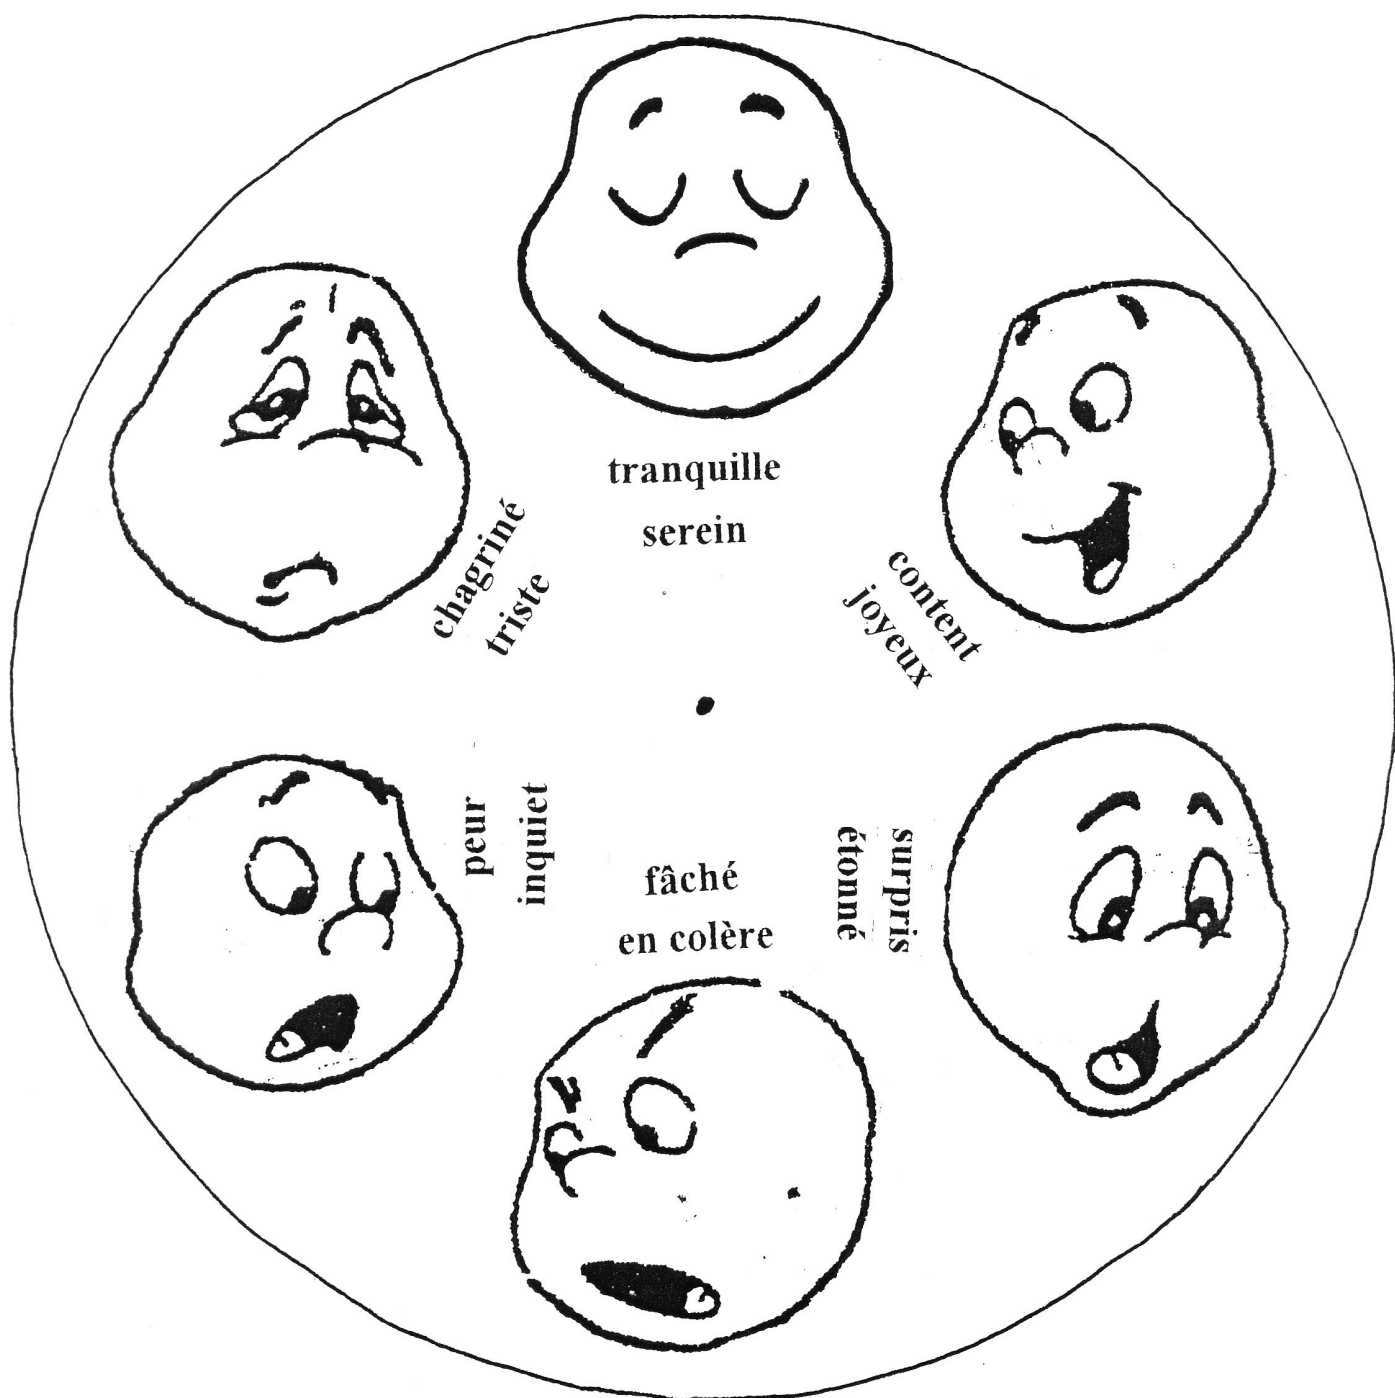 tranquille
serein
content
joyeux
surpris
étonné
fâché
en colère
peur
inquiet
chagriné
triste